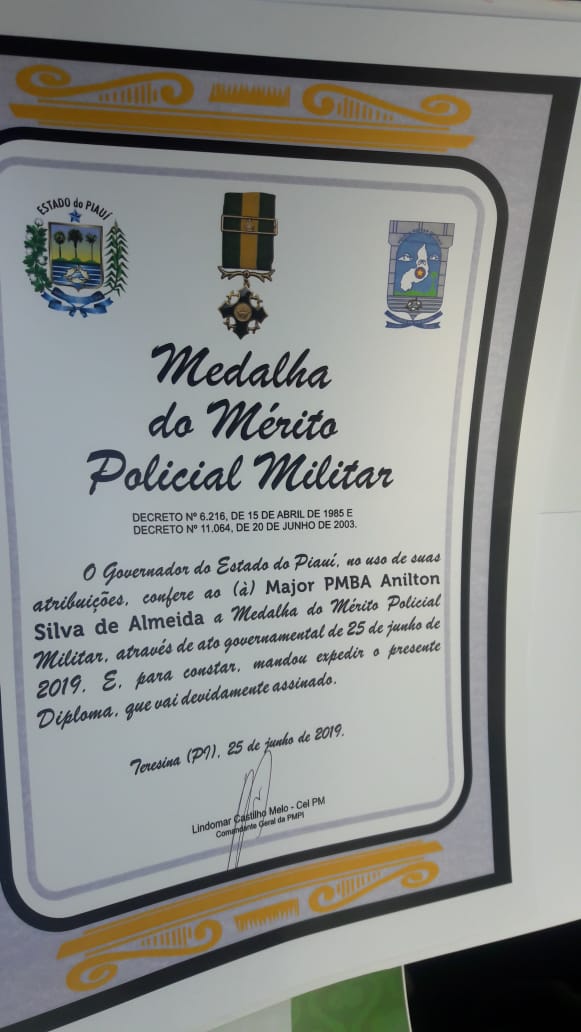 ESTADO do PIAUÍ
Medalha
do Mérito
Policial Militar
DECRETO Nº 6.216, DE 15 DE ABRIL DE 1985 E
DECRETO Nº 11.064, DE 20 DE JUNHO DE 2003.
O Governador do Estado do Piauí, no uso de suas
atribuições, confere ao (à) Major PMBA Anilton
Silva de Almeida a Medalha do Mérito Policial
Militar, através de ato governamental de 25 de junho de
2019. E, para constar, mandou expedir o presente
Diploma, que vai devidamente assinado.
Teresina (PI), 25 de junho de 2019.
Lindomar Castilho Melo - Cel PM
Comandante Geral da PMPI